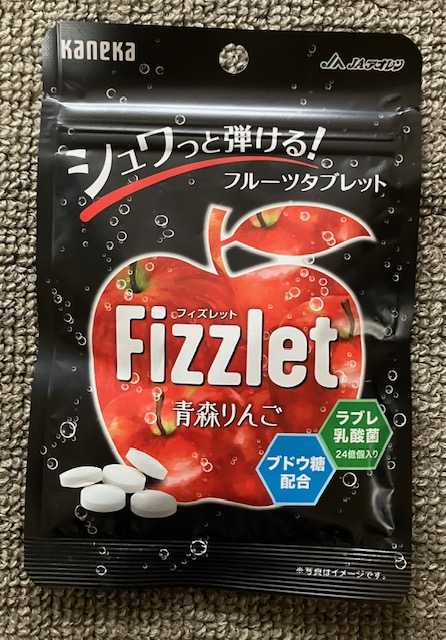 Kaneka
JAアオレン
シュワっと弾ける!
フルーツタブレット
フィズレット
Fizzlet
青森りんご
ラブレ
乳酸菌
24億個入り
ブドウ糖
配合
※写真はイメージです。